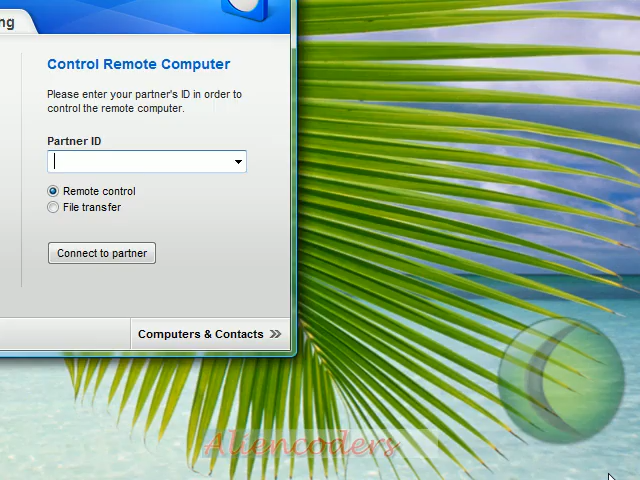 ng
Control Remote Computer
Please enter your partner's ID in order to
control the remote computer.
Partner ID
Remote control
File transfer
Connect to partner
Computers & Contacts
Aliencoders